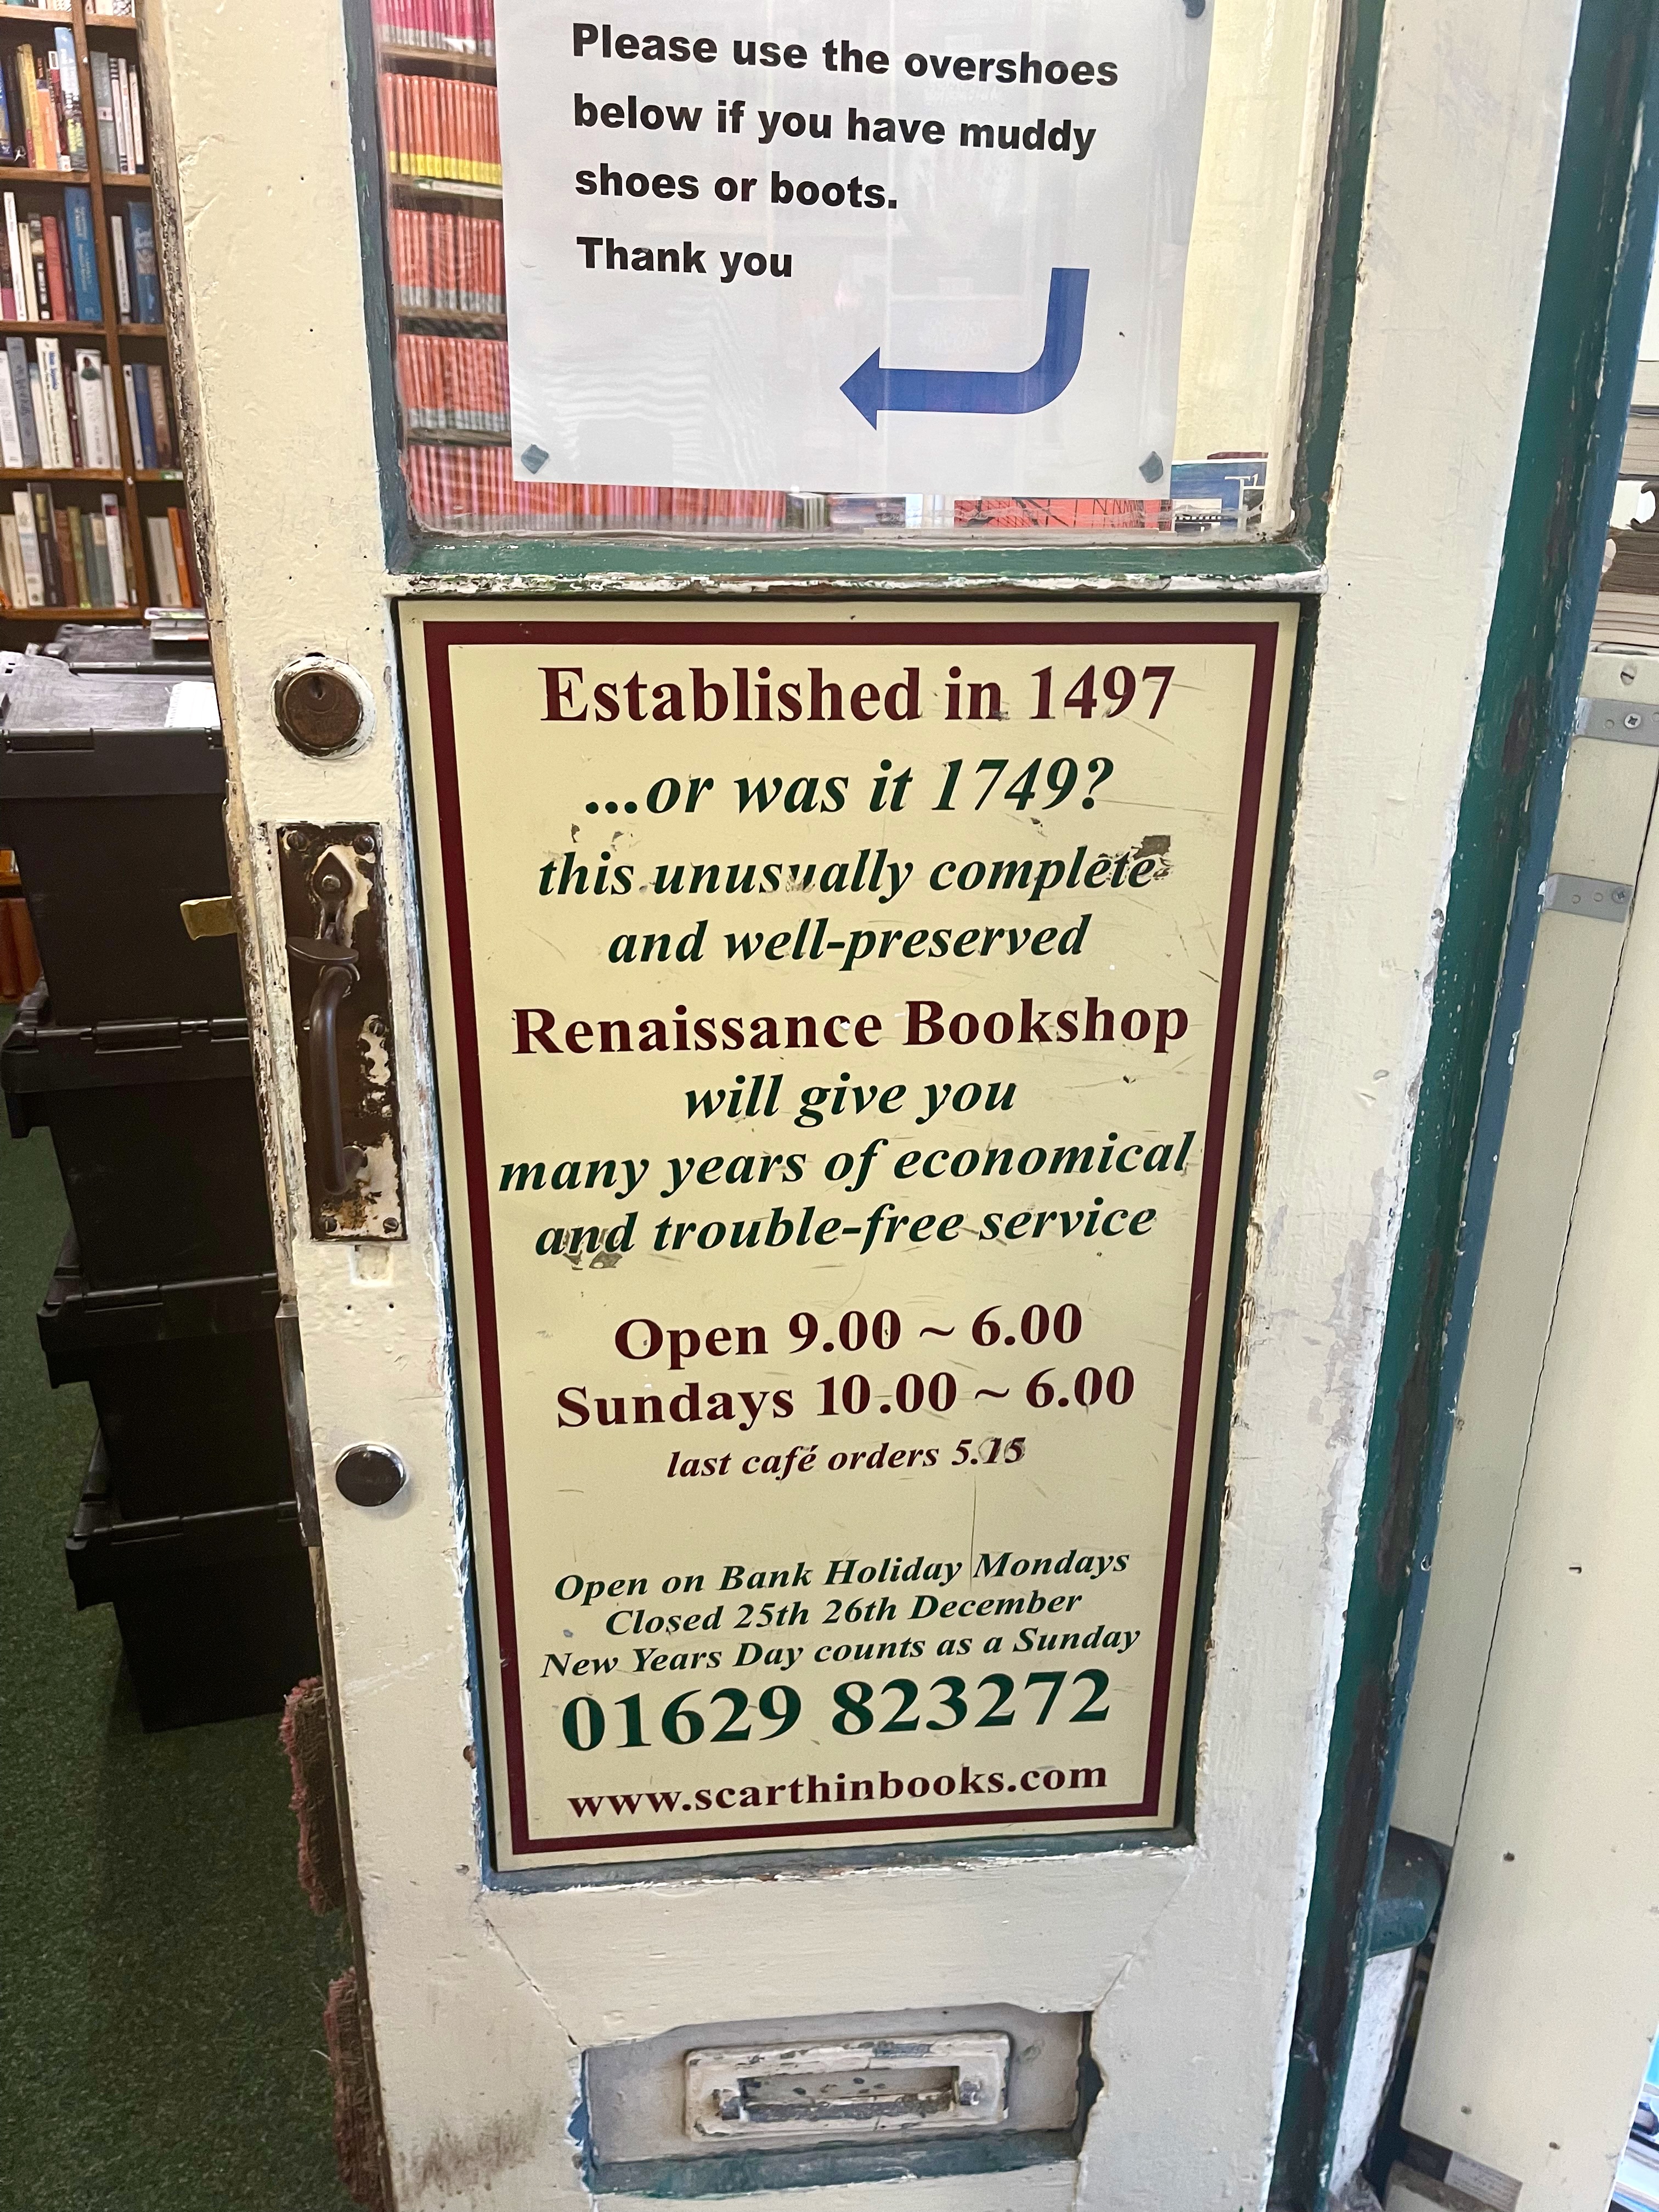 Please use the overshoes
below if you have muddy
shoes or boots.
Thank you
Established in 1497
...or was it 1749?
this unusually complete
and well-preserved
Renaissance Bookshop
will give you
many years of economical
and trouble-free service
Open 9.00 ~ 6.00
Sundays 10.00 ~ 6.00
last café orders 5.15
Open on Bank Holiday Mondays
Closed 25th 26th December
New Years Day counts as a Sunday
01629 823272
www.scarthinbooks.com